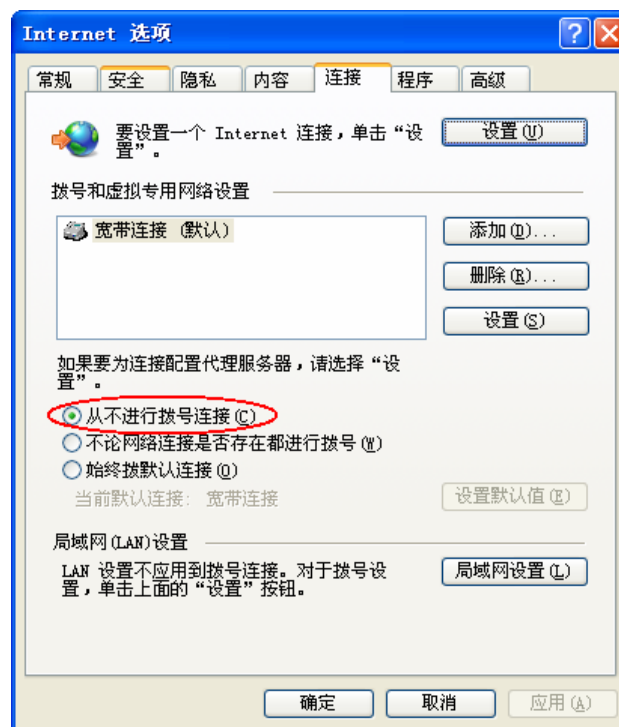 Internet 选项
常规 安全 隐私 内容 连接 程序 高级
要设置一个 Internet 连接，单击“设
置”。
设置(U)
拨号和虚拟专用网络设置
宽带连接 (默认)
添加(D)...
删除(R)...
设置(S)
如果要为连接配置代理服务器，请选择“设
置”。
从不进行拨号连接(C)
不论网络连接是否存在都进行拨号(W)
始终拨默认连接(O)
当前默认连接: 宽带连接
设置默认值(E)
局域网(LAN)设置
LAN 设置不应用到拨号连接。对于拨号设
置，单击上面的“设置”按钮。
局域网设置(L)
确定 取消 应用(A)